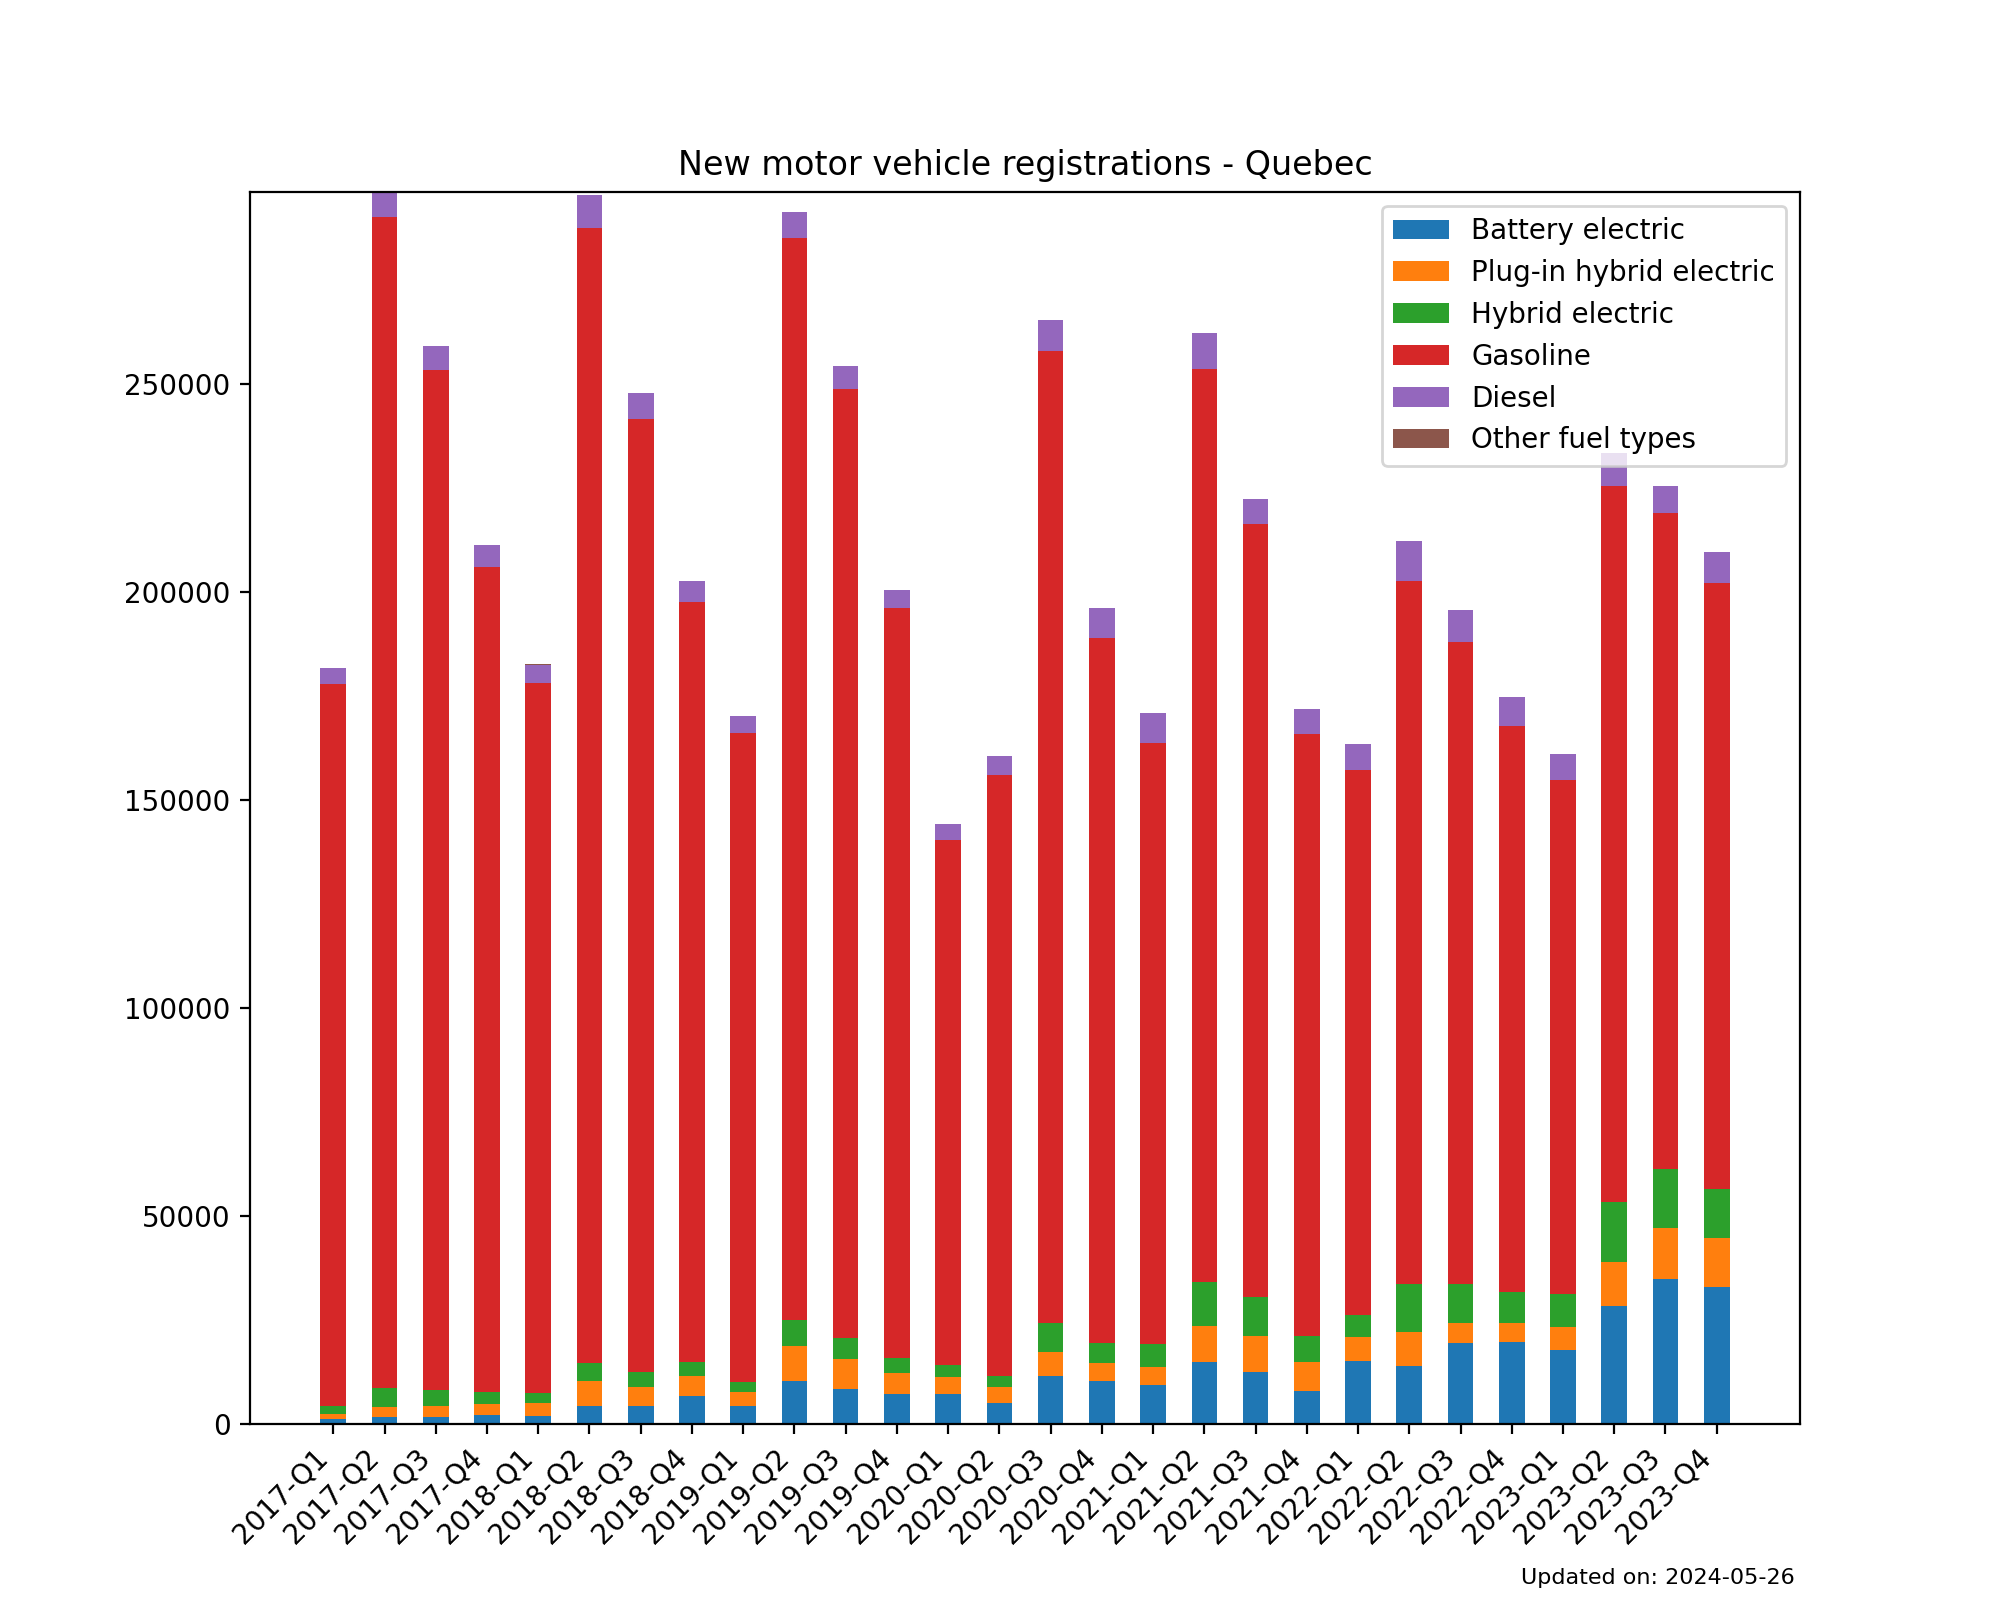 New motor vehicle registrations - Quebec
Battery electric
Plug-in hybrid electric
Hybrid electric
Gasoline
Diesel
Other fuel types
250000
200000
150000
100000
50000
0
2017-Q1
2017-Q2
2017-Q3
2017-Q4
2018-Q1
2018-Q2
2018-Q3
2018-Q4
2019-Q1
2019-Q2
2019-Q3
2019-Q4
2020-Q1
2020-Q2
2020-Q3
2020-Q4
2021-Q1
2021-Q2
2021-Q3
2021-Q4
2022-Q1
2022-Q2
2022-Q3
2022-Q4
2023-Q1
2023-Q2
2023-Q3
2023-Q4
Updated on: 2024-05-26